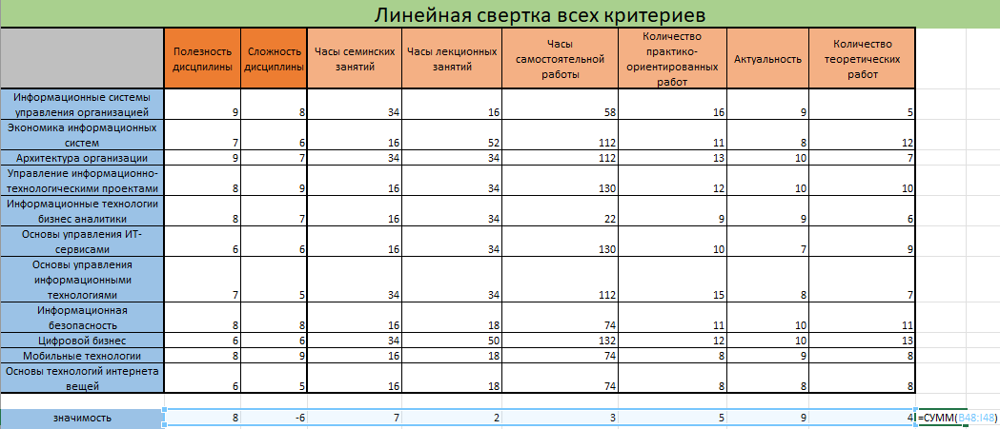 Линейная свертка всех критериев
Полезность дисциплины | Сложность дисциплины | Часы семинских занятий | Часы лекционных занятий | Часы самостоятельной работы | Количество практико-ориентированных работ | Актуальность | Количество теоретических работ
Информационные системы управления организацией | 9 | 8 | 34 | 16 | 58 | 16 | 9 | 5
Экономика информационных систем | 7 | 6 | 16 | 52 | 112 | 11 | 8 | 12
Архитектура организации | 9 | 7 | 34 | 34 | 112 | 13 | 10 | 7
Управление информационно-технологическими проектами | 8 | 9 | 16 | 34 | 130 | 12 | 10 | 10
Информационные технологии бизнес аналитики | 8 | 7 | 16 | 34 | 22 | 9 | 9 | 6
Основы управления ИТ-сервисами | 6 | 6 | 16 | 34 | 130 | 10 | 7 | 9
Основы управления информационными технологиями | 7 | 5 | 34 | 34 | 112 | 15 | 8 | 7
Информационная безопасность | 8 | 8 | 16 | 18 | 74 | 11 | 10 | 11
Цифровой бизнес | 6 | 6 | 34 | 50 | 132 | 12 | 10 | 13
Мобильные технологии | 8 | 9 | 16 | 18 | 74 | 8 | 9 | 8
Основы технологий интернета вещей | 6 | 5 | 16 | 18 | 74 | 8 | 8 | 8
значимость | 8 | -6 | 7 | 2 | 3 | 5 | 9 | 4 | =СУММ(B48:I48)